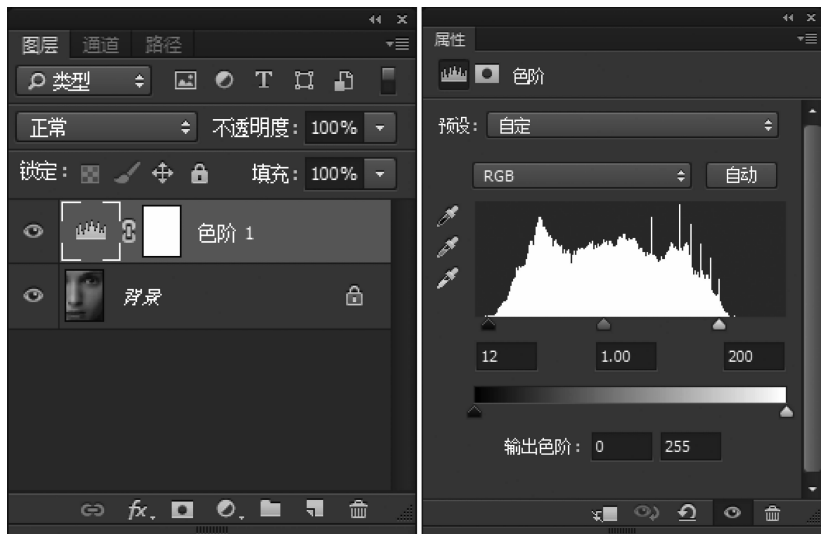 图层 通道 路径
类型
正常 不透明度: 100%
锁定: 填充: 100%
色阶 1
背景
fx
属性
色阶
预设: 自定
RGB 自动
12 1.00 200
输出色阶: 0 255